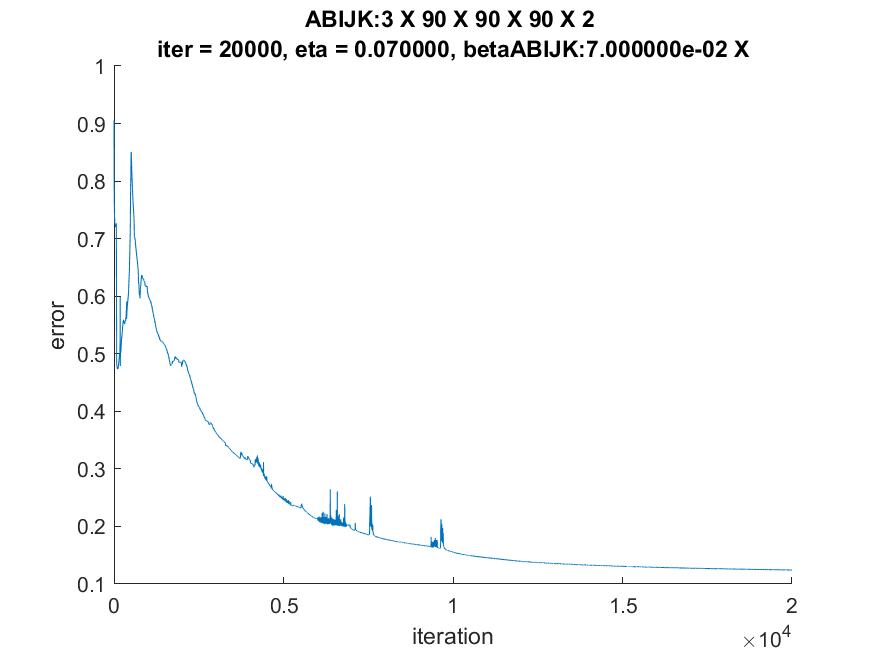 ABIJK:3 X 90 X 90 X 90 X 2
iter = 20000, eta = 0.070000, betaABIJK:7.000000e-02 X
1
0.9
0.8
0.7
0.6
0.5
0.4
0.3
0.2
0.1
error
0 0.5 1 1.5 2
iteration
×10^4